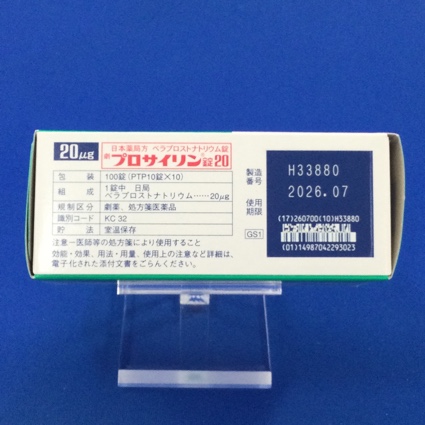 20μg
日本薬局方 ベラプロストナトリウム錠
劇 プロサイリン®錠20
包装 100錠(PTP10錠×10)
組成 1錠中 日局
ベラプロストナトリウム……20μg
規制区分 劇薬、処方箋医薬品
識別コード KC 32
貯法 室温保存
注意-医師等の処方箋により使用すること
効能・効果、用法・用量、使用上の注意など詳細は、
電子化された添付文書をごらんください。
製造番号 H33880
使用期限 2026.07
GS1
(17)260700(10)H33880
(01)14987042293023